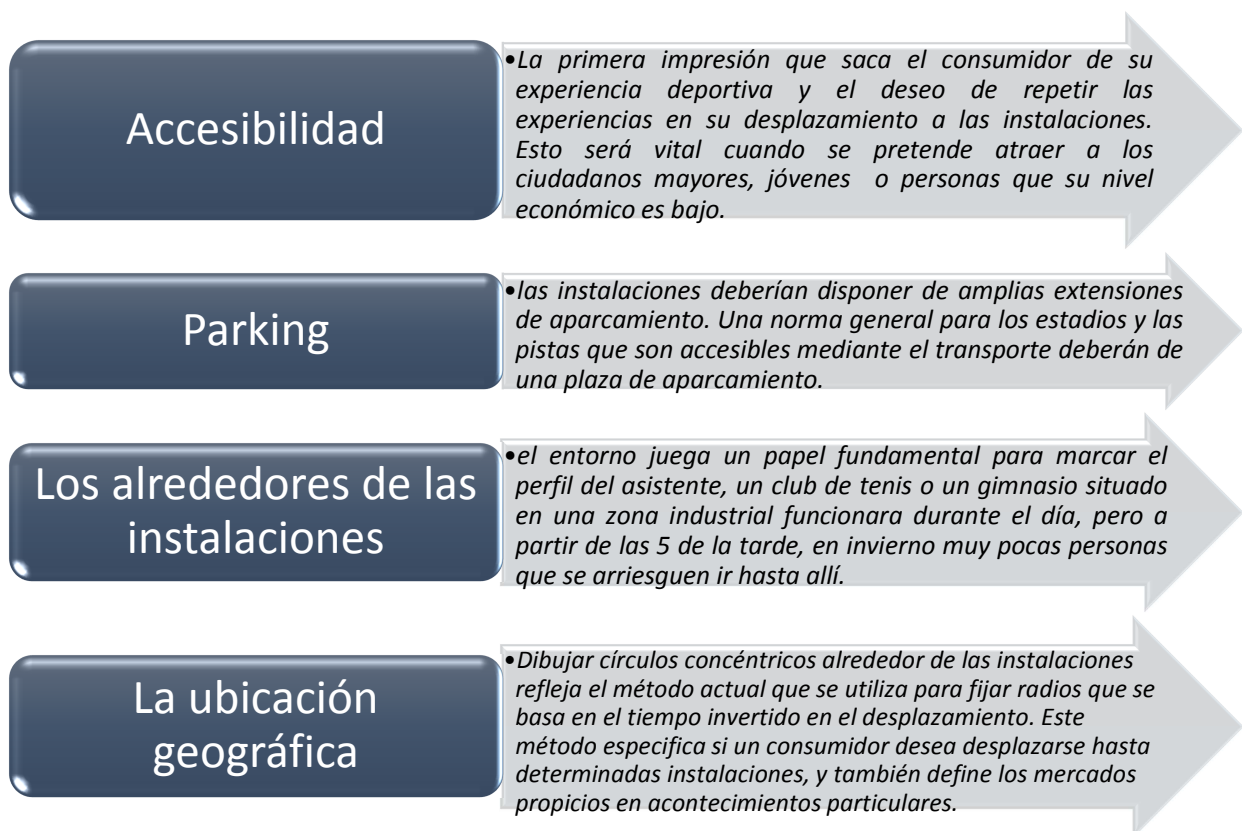 Accesibilidad
•La primera impresión que saca el consumidor de su
experiencia deportiva y el deseo de repetir las
experiencias en su desplazamiento a las instalaciones.
Esto será vital cuando se pretende atraer a los
ciudadanos mayores, jóvenes o personas que su nivel
económico es bajo.
Parking
•las instalaciones deberían disponer de amplias extensiones
de aparcamiento. Una norma general para los estadios y las
pistas que son accesibles mediante el transporte deberán de
una plaza de aparcamiento.
Los alrededores de las
instalaciones
•el entorno juega un papel fundamental para marcar el
perfil del asistente, un club de tenis o un gimnasio situado
en una zona industrial funcionara durante el día, pero a
partir de las 5 de la tarde, en invierno muy pocas personas
que se arriesguen ir hasta allí.
La ubicación
geográfica
•Dibujar círculos concéntricos alrededor de las instalaciones
refleja el método actual que se utiliza para fijar radios que se
basa en el tiempo invertido en el desplazamiento. Este
método especifica si un consumidor desea desplazarse hasta
determinadas instalaciones, y también define los mercados
propicios en acontecimientos particulares.